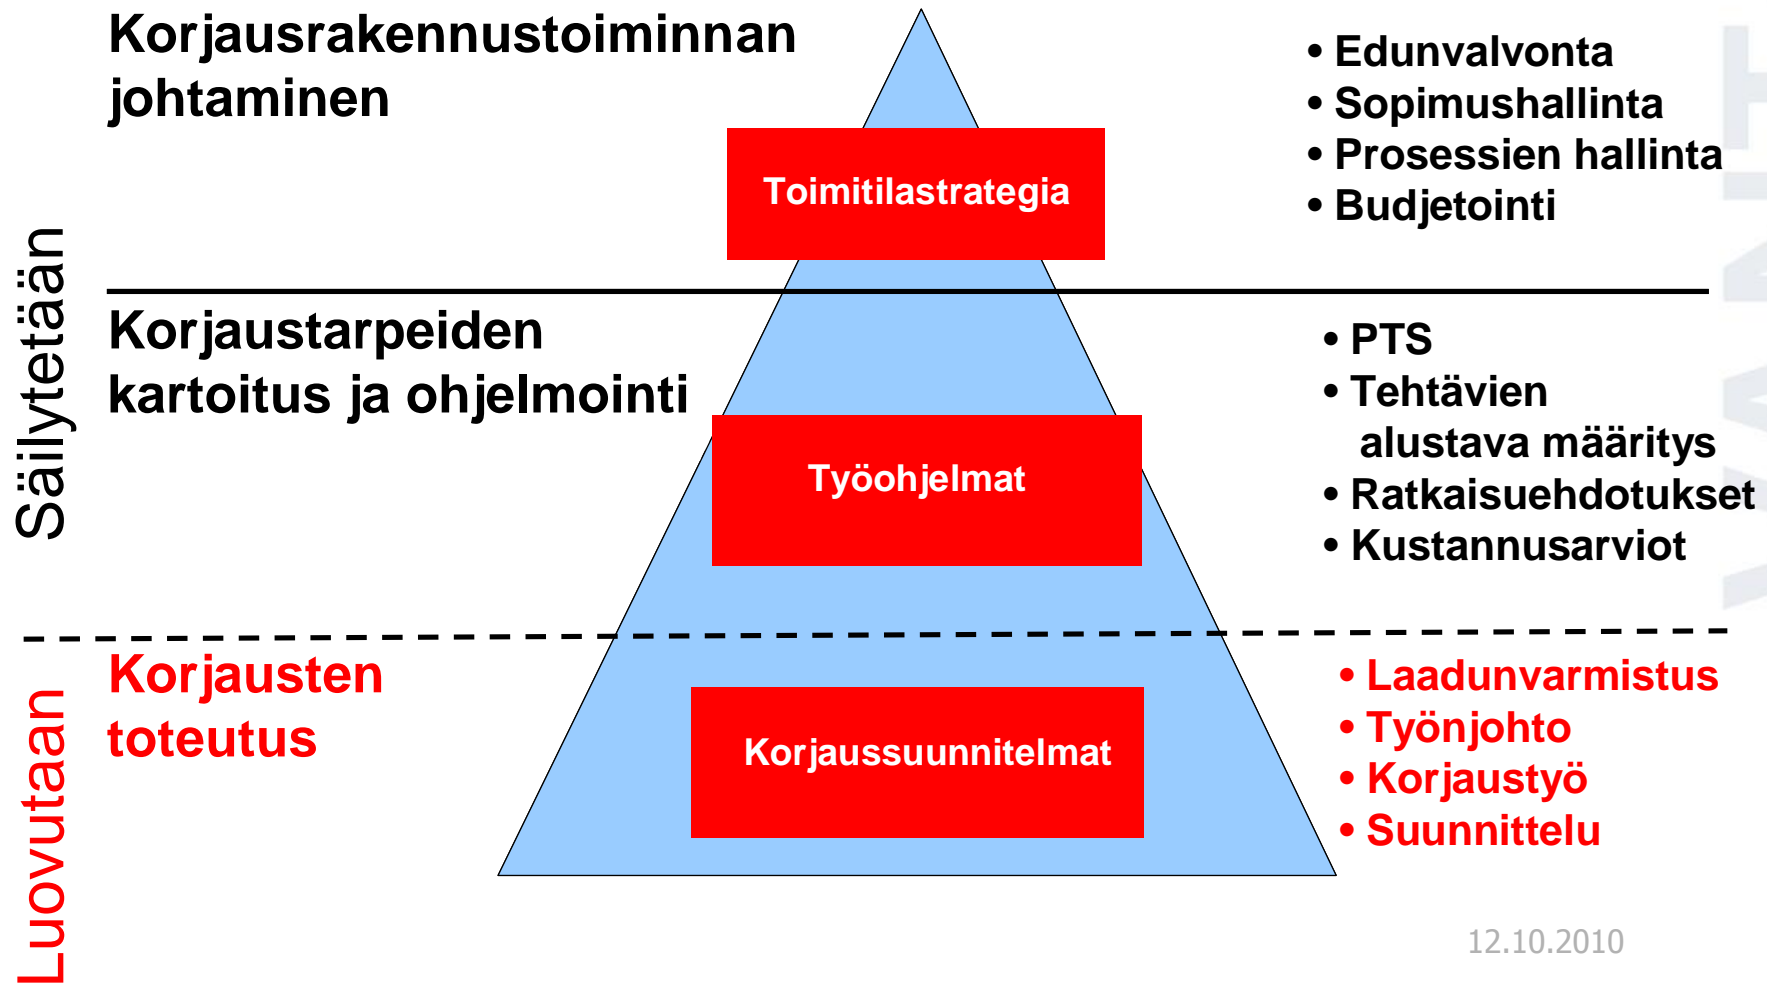 Korjausrakennustoiminnan
johtaminen
• Edunvalvonta
• Sopimushallinta
• Prosessien hallinta
• Budjetointi
Toimitilastrategia
Säilytetään
Korjaustarpeiden
kartoitus ja ohjelmointi
• PTS
• Tehtävien
alustava määritys
• Ratkaisuehdotukset
• Kustannusarviot
Työohjelmat
Luovutaan
Korjausten
toteutus
• Laadunvarmistus
• Työnjohto
• Korjaustyö
• Suunnittelu
Korjaussuunnitelmat
12.10.2010